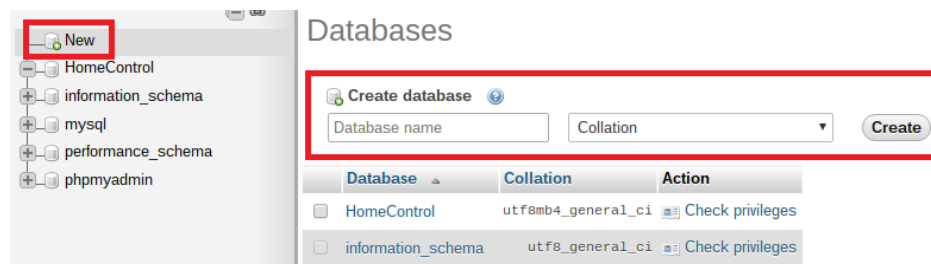 New
HomeControl
information_schema
mysql
performance_schema
phpmyadmin
Databases
Create database
Database name Collation Create
Database Collation Action
HomeControl utf8mb4_general_ci Check privileges
information_schema utf8_general_ci Check privileges